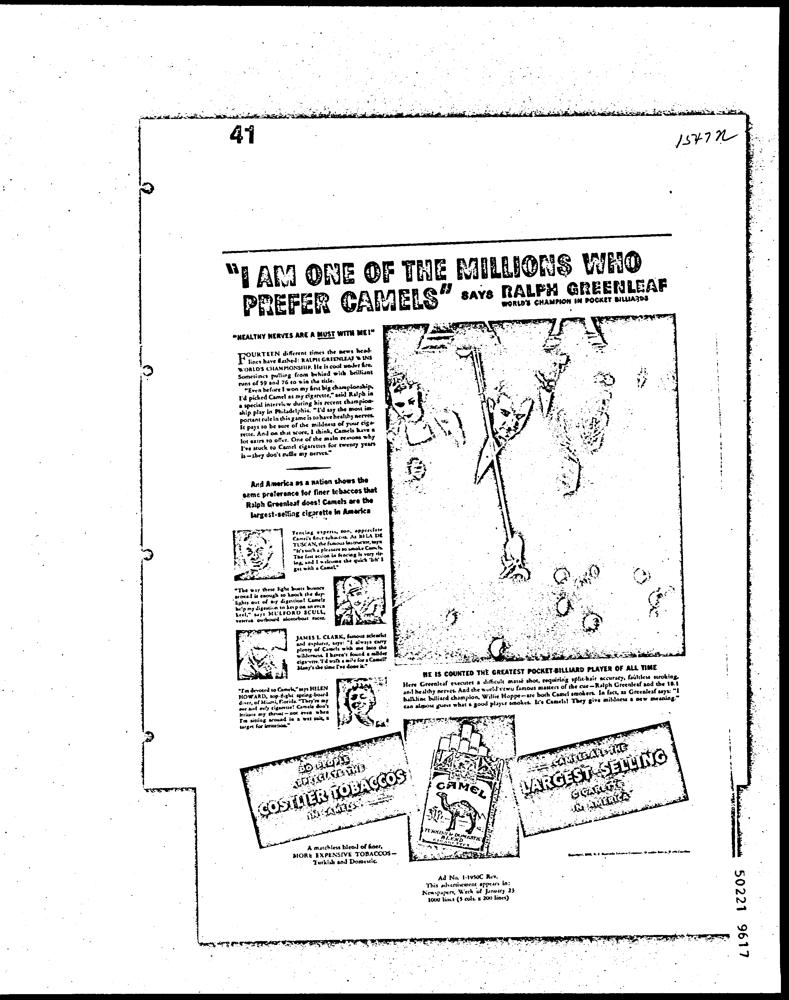 41
"I AM ONE OF THE MILLIONS WHO
PREFER CAMELS" SAYS RALPH GREENLEAF
WORLD'S CHAMPION IN POCKET BILLIARDS
"HEALTHY NERVES ARE A MUST WITH ME!"
FOURTEEN different times the news head-
lines have flashed: RALPH GREENLEAF WINS
WORLD'S CHAMPIONSHIP. He is cool under fire.
Sometimes pulling from behind with brilliant
runs of 59 and 76 to win the title.
"Even before I won my first big championship,
I'd picked Camel as my cigarette," said Ralph in
a special interview during his recent champion-
ship play in Philadelphia. "I'd say the most im-
portant rule in this game is to have healthy nerves.
It pays to be sure of the mildness of your ciga-
rette. And on that score, I think, Camels have a
lot extra to offer. One of the main reasons why
I've stuck to Camel cigarettes for twenty years
is—they don't ruffle my nerves."
And America as a nation shows the
same preference for finer tobaccos that
Ralph Greenleaf does! Camels are the
largest-selling cigarette in America
Fencing experts, too, appreciate
Camel's finer tobaccos. As BELA DE
TUSCAN, the famous instructor, says
"It's such a pleasure to smoke Camels.
The fast action in fencing is very tir-
ing, and I welcome the quick 'lift' I
get with a Camel."
"The way these light boats bounce
around is enough to knock the day-
lights out of my digestion! Camels
help my digestion to keep on an even
keel," says MULFORD SCULL,
veteran outboard motorboat racer.
JAMES L. CLARK, famous scientist
and explorer, says: "I always carry
plenty of Camels with me into the
wilderness. I haven't found a milder
cigarette. I'd walk a mile for a Camel!
Many's the time I've done it."
"I'm devoted to Camels," says HELEN
HOWARD, top-flight spring-board
diver, of Miami, Florida. "They're my
one and only cigarette! Camels don't
irritate my throat—not even when
I'm sitting around in a wet suit, a
target for irritation."
HE IS COUNTED THE GREATEST POCKET-BILLIARD PLAYER OF ALL TIME
Here Greenleaf executes a difficult massé shot, requiring split-hair accuracy, faultless stroking,
and healthy nerves. And the world's two famous masters of the cue—Ralph Greenleaf and the 18.1
balkline billiard champion, Willie Hoppe—are both Camel smokers. In fact, as Greenleaf says: "I
can almost guess what a good player smokes. It's Camels! They give mildness a new meaning."
SO PEOPLE
APPRECIATE THE
COSTLIER TOBACCOS
IN CAMELS
CAMEL
TURKISH & DOMESTIC
BLEND
CIGARETTES
CAMELS ARE THE
LARGEST-SELLING
CIGARETTE
IN AMERICA
A matchless blend of finer,
MORE EXPENSIVE TOBACCOS—
Turkish and Domestic.
Ad No. 1-1950C Rev.
This advertisement appears in:
Newspapers, Week of January 23
1000 lines (5 cols. x 200 lines)
50221 9617